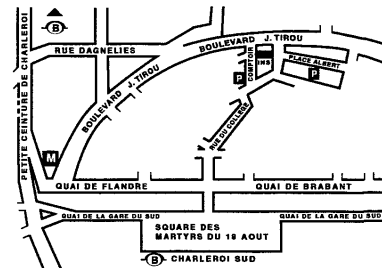 B
RUE DAGNELIES
BOULEVARD J. TIROU
BOULEVARD J. TIROU
PETITE CEINTURE DE CHARLEROI
COMPTOIR
INS
P
PLACE ALBERT
P
RUE DU COLLEGE
M
QUAI DE FLANDRE
QUAI DE BRABANT
QUAI DE LA GARE DU SUD
QUAI DE LA GARE DU SUD
SQUARE DES
MARTYRS DU 18 AOUT
B CHARLEROI SUD